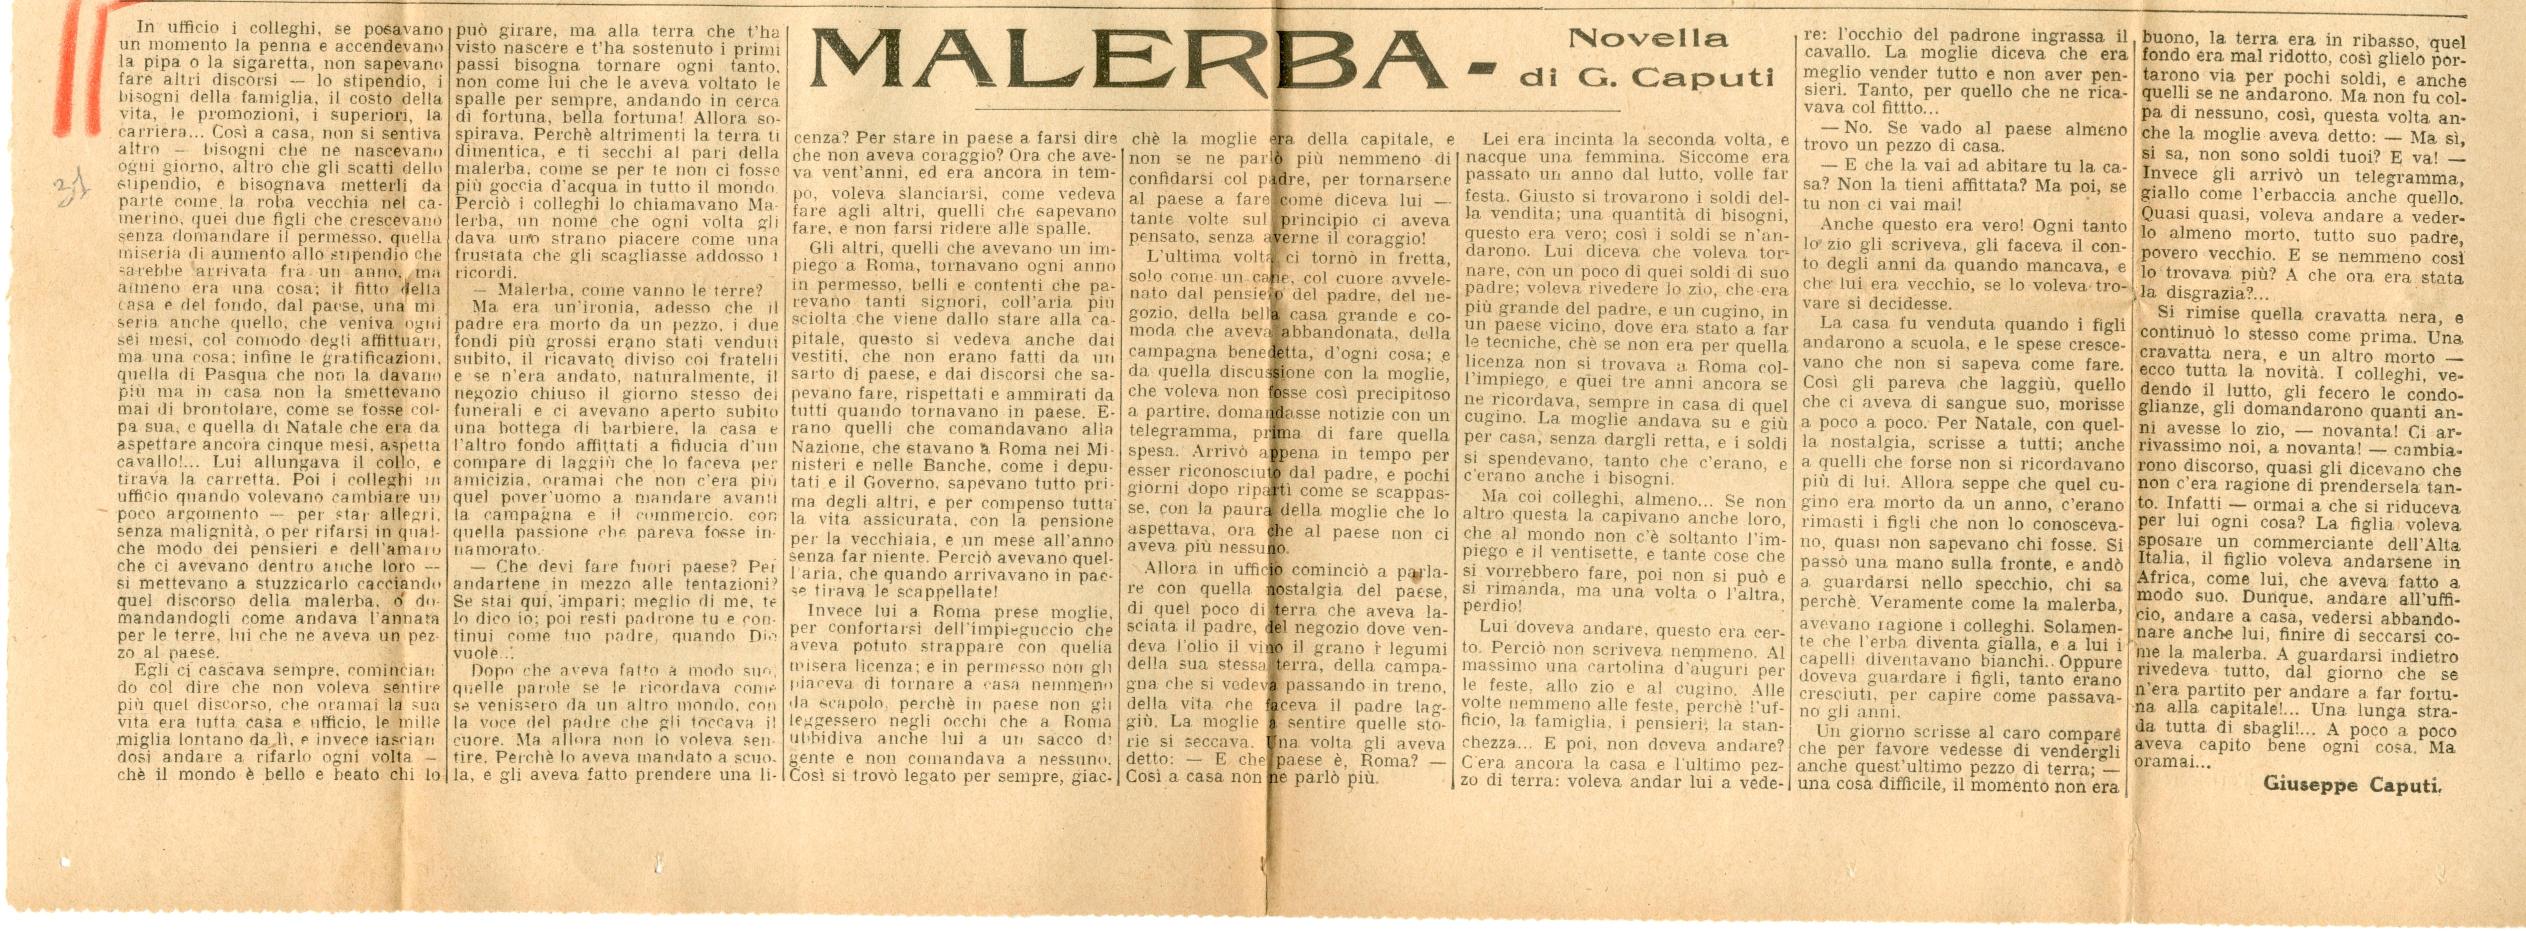 MALERBA - Novella
di G. Caputi
31
In ufficio i colleghi, se posavano
un momento la penna e accendevano
la pipa o la sigaretta, non sapevano
fare altri discorsi — lo stipendio, i
bisogni della famiglia, il costo della
vita, le promozioni, i superiori, la
carriera... Così a casa, non si sentiva
altro — bisogni che ne nascevano
ogni giorno, altro che gli scatti dello
stipendio, e bisognava metterli da
parte come la roba vecchia nel ca-
merino, quei due figli che crescevano
senza domandare il permesso, quella
miseria di aumento allo stipendio che
sarebbe arrivata fra un anno, ma
almeno era una cosa; il fitto della
casa e del fondo, dal paese, una mi
seria anche quello, che veniva ogni
sei mesi, col comodo degli affittuari,
ma una cosa; infine le gratificazioni,
quella di Pasqua che non la davano
più ma in casa non la smettevano
mai di brontolare, come se fosse col-
pa sua, e quella di Natale che era da
aspettare ancora cinque mesi, aspetta
cavallo!... Lui allungava il collo, e
tirava la carretta. Poi i colleghi in
ufficio quando volevano cambiare un
poco argomento — per star allegri,
senza malignità, o per rifarsi in qual-
che modo dei pensieri e dell'amaro
che ci avevano dentro anche loro —
si mettevano a stuzzicarlo cacciando
quel discorso della malerba, o do-
mandandogli come andava l'annata
per le terre, lui che ne aveva un pez-
zo al paese.
Egli ci cascava sempre, comincian
do col dire che non voleva sentire
più quel discorso, che oramai la sua
vita era tutta casa e ufficio, le mille
miglia lontano da lì, e invece lascian
dosi andare a rifarlo ogni volta —
chè il mondo è bello e beato chi lo
può girare, ma alla terra che t'ha
visto nascere e t'ha sostenuto i primi
passi bisogna tornare ogni tanto,
non come lui che le aveva voltato le
spalle per sempre, andando in cerca
di fortuna, bella fortuna! Allora so-
spirava. Perchè altrimenti la terra ti
dimentica, e ti secchi al pari della
malerba, come se per te non ci fosse
più goccia d'acqua in tutto il mondo.
Perciò i colleghi lo chiamavano Ma-
lerba, un nome che ogni volta gli
dava uno strano piacere come una
frustata che gli scagliasse addosso i
ricordi.
— Malerba, come vanno le terre?
Ma era un'ironia, adesso che il
padre era morto da un pezzo, i due
fondi più grossi erano stati venduti
subito, il ricavato diviso coi fratelli
e se n'era andato, naturalmente, il
negozio chiuso il giorno stesso dei
funerali e ci avevano aperto subito
una bottega di barbiere, la casa e
l'altro fondo affittati a fiducia d'un
compare di laggiù che lo faceva per
amicizia, oramai che non c'era più
quel pover'uomo a mandare avanti
la campagna e il commercio, con
quella passione che pareva fosse in-
namorato.
— Che devi fare fuori paese? Per
andartene in mezzo alle tentazioni?
Se stai qui, impari; meglio di me, te
lo dico io; poi resti padrone tu e con-
tinui come tuo padre, quando Dio
vuole...
Dopo che aveva fatto a modo suo,
quelle parole se le ricordava come
se venissero da un altro mondo, con
la voce del padre che gli toccava il
cuore. Ma allora non lo voleva sen-
tire. Perchè lo aveva mandato a scuo-
la, e gli aveva fatto prendere una li-
cenza? Per stare in paese a farsi dire
che non aveva coraggio? Ora che ave-
va vent'anni, ed era ancora in tem-
po, voleva slanciarsi, come vedeva
fare agli altri, quelli che sapevano
fare, e non farsi ridere alle spalle.
Gli altri, quelli che avevano un im-
piego a Roma, tornavano ogni anno
in permesso, belli e contenti che pa-
revano tanti signori, coll'aria più
sciolta che viene dallo stare alla ca-
pitale, questo si vedeva anche dai
vestiti, che non erano fatti da un
sarto di paese, e dai discorsi che sa-
pevano fare, rispettati e ammirati da
tutti quando tornavano in paese. E-
rano quelli che comandavano alla
Nazione, che stavano a Roma nei Mi-
nisteri e nelle Banche, come i depu-
tati e il Governo, sapevano tutto pri-
ma degli altri, e per compenso tutta
la vita assicurata, con la pensione
per la vecchiaia, e un mese all'anno
senza far niente. Perciò avevano quel-
l'aria, che quando arrivavano in pae-
se tirava le scappellate!
Invece lui a Roma prese moglie,
per confortarsi dell'impieguccio che
aveva potuto strappare con quella
misera licenza; e in permesso non gli
piaceva di tornare a casa nemmeno
da scapolo, perchè in paese non gli
leggessero negli occhi che a Roma
ubbidiva anche lui a un sacco di
gente e non comandava a nessuno.
Così si trovò legato per sempre, giac-
chè la moglie era della capitale, e
non se ne parlò più nemmeno di
confidarsi col padre, per tornarsene
al paese a fare come diceva lui —
tante volte sul principio ci aveva
pensato, senza averne il coraggio!
L'ultima volta ci tornò in fretta,
solo come un cane, col cuore avvele-
nato dal pensiero del padre, del ne-
gozio, della bella casa grande e co-
moda che aveva abbandonata, della
campagna benedetta, d'ogni cosa; e
da quella discussione con la moglie,
che voleva non fosse così precipitoso
a partire, domandasse notizie con un
telegramma, prima di fare quella
spesa. Arrivò appena in tempo per
esser riconosciuto dal padre, e pochi
giorni dopo ripartì come se scappas-
se, con la paura della moglie che lo
aspettava, ora che al paese non ci
aveva più nessuno.
Allora in ufficio cominciò a parla-
re con quella nostalgia del paese,
di quel poco di terra che aveva la-
sciata il padre, del negozio dove ven-
deva l'olio il vino il grano i legumi
della sua stessa terra, della campa-
gna che si vedeva passando in treno,
della vita che faceva il padre lag-
giù. La moglie a sentire quelle sto-
rie si seccava. Una volta gli aveva
detto: — E che paese è, Roma? —
Così a casa non ne parlò più.
Lei era incinta la seconda volta, e
nacque una femmina. Siccome era
passato un anno dal lutto, volle far
festa. Giusto si trovarono i soldi del-
la vendita; una quantità di bisogni,
questo era vero; così i soldi se n'an-
darono. Lui diceva che voleva tor-
nare, con un poco di quei soldi di suo
padre; voleva rivedere lo zio, che era
più grande del padre, e un cugino, in
un paese vicino, dove era stato a far
le tecniche, chè se non era per quella
licenza non si trovava a Roma col-
l'impiego, e quei tre anni ancora se
ne ricordava, sempre in casa di quel
cugino. La moglie andava su e giù
per casa, senza dargli retta, e i soldi
si spendevano, tanto che c'erano, e
c'erano anche i bisogni.
Ma coi colleghi, almeno... Se non
altro questa la capivano anche loro,
che al mondo non c'è soltanto l'im-
piego e il ventisette, e tante cose che
si vorrebbero fare, poi non si può e
si rimanda, ma una volta o l'altra,
perdio!
Lui doveva andare, questo era cer-
to. Perciò non scriveva nemmeno. Al
massimo una cartolina d'auguri per
le feste, allo zio e al cugino. Alle
volte nemmeno alle feste, perchè l'uf-
ficio, la famiglia, i pensieri, la stan-
chezza... E poi, non doveva andare?
C'era ancora la casa e l'ultimo pez-
zo di terra: voleva andar lui a vede-
re: l'occhio del padrone ingrassa il
cavallo. La moglie diceva che era
meglio vender tutto e non aver pen-
sieri. Tanto, per quello che ne rica-
vava col fittto...
— No. Se vado al paese almeno
trovo un pezzo di casa.
— E che la vai ad abitare tu la ca-
sa? Non la tieni affittata? Ma poi, se
tu non ci vai mai!
Anche questo era vero! Ogni tanto
lo zio gli scriveva, gli faceva il con-
to degli anni da quando mancava, e
che lui era vecchio, se lo voleva tro-
vare si decidesse.
La casa fu venduta quando i figli
andarono a scuola, e le spese cresce-
vano che non si sapeva come fare.
Così gli pareva che laggiù, quello
che ci aveva di sangue suo, morisse
a poco a poco. Per Natale, con quel-
la nostalgia, scrisse a tutti; anche
a quelli che forse non si ricordavano
più di lui. Allora seppe che quel cu-
gino era morto da un anno, c'erano
rimasti i figli che non lo conosceva-
no, quasi non sapevano chi fosse. Si
passò una mano sulla fronte, e andò
a guardarsi nello specchio, chi sa
perchè. Veramente come la malerba,
avevano ragione i colleghi. Solamen-
te che l'erba diventa gialla, e a lui i
capelli diventavano bianchi. Oppure
doveva guardare i figli, tanto erano
cresciuti, per capire come passava-
no gli anni.
Un giorno scrisse al caro compare
che per favore vedesse di vendergli
anche quest'ultimo pezzo di terra; —
una cosa difficile, il momento non era
buono, la terra era in ribasso, quel
fondo era mal ridotto, così glielo por-
tarono via per pochi soldi, e anche
quelli se ne andarono. Ma non fu col-
pa di nessuno, così, questa volta an-
che la moglie aveva detto: — Ma sì,
si sa, non sono soldi tuoi? E va! —
Invece gli arrivò un telegramma,
giallo come l'erbaccia anche quello.
Quasi quasi, voleva andare a veder-
lo almeno morto, tutto suo padre,
povero vecchio. E se nemmeno così
lo trovava più? A che ora era stata
la disgrazia?...
Si rimise quella cravatta nera, e
continuò lo stesso come prima. Una
cravatta nera, e un altro morto —
ecco tutta la novità. I colleghi, ve-
dendo il lutto, gli fecero le condo-
glianze, gli domandarono quanti an-
ni avesse lo zio, — novanta! Ci ar-
rivassimo noi, a novanta! — cambia-
rono discorso, quasi gli dicevano che
non c'era ragione di prendersela tan-
to. Infatti — ormai a che si riduceva
per lui ogni cosa? La figlia voleva
sposare un commerciante dell'Alta
Italia, il figlio voleva andarsene in
Africa, come lui, che aveva fatto a
modo suo. Dunque, andare all'uffi-
cio, andare a casa, vedersi abbando-
nare anche lui, finire di seccarsi co-
me la malerba. A guardarsi indietro
rivedeva tutto, dal giorno che se
n'era partito per andare a far fortu-
na alla capitale!... Una lunga stra-
da tutta di sbagli!... A poco a poco
aveva capito bene ogni cosa. Ma
oramai...
Giuseppe Caputi.